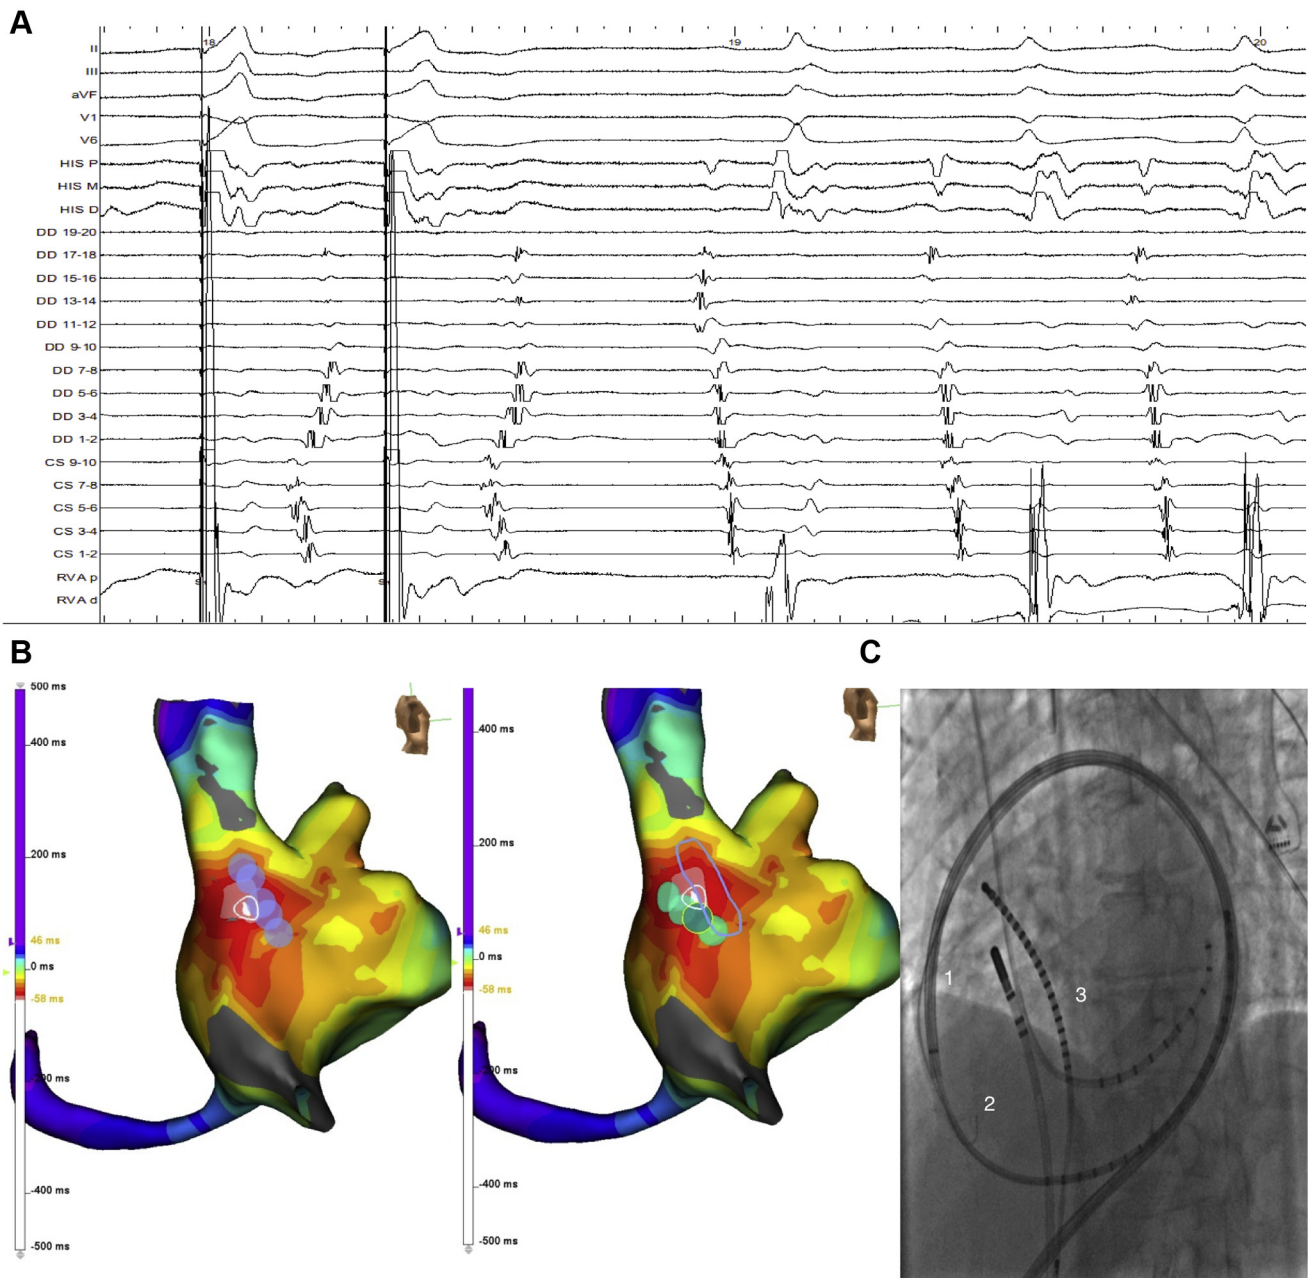 A
18
19
20
II
III
aVF
V1
V6
HIS P
HIS M
HIS D
DD 19-20
DD 17-18
DD 15-16
DD 13-14
DD 11-12
DD 9-10
DD 7-8
DD 5-6
DD 3-4
DD 1-2
CS 9-10
CS 7-8
CS 5-6
CS 3-4
CS 1-2
RVA p
RVA d
B
500 ms
400 ms
200 ms
46 ms
0 ms
-58 ms
-400 ms
-500 ms
400 ms
200 ms
46 ms
0 ms
-58 ms
-400 ms
-500 ms
C
1
2
3